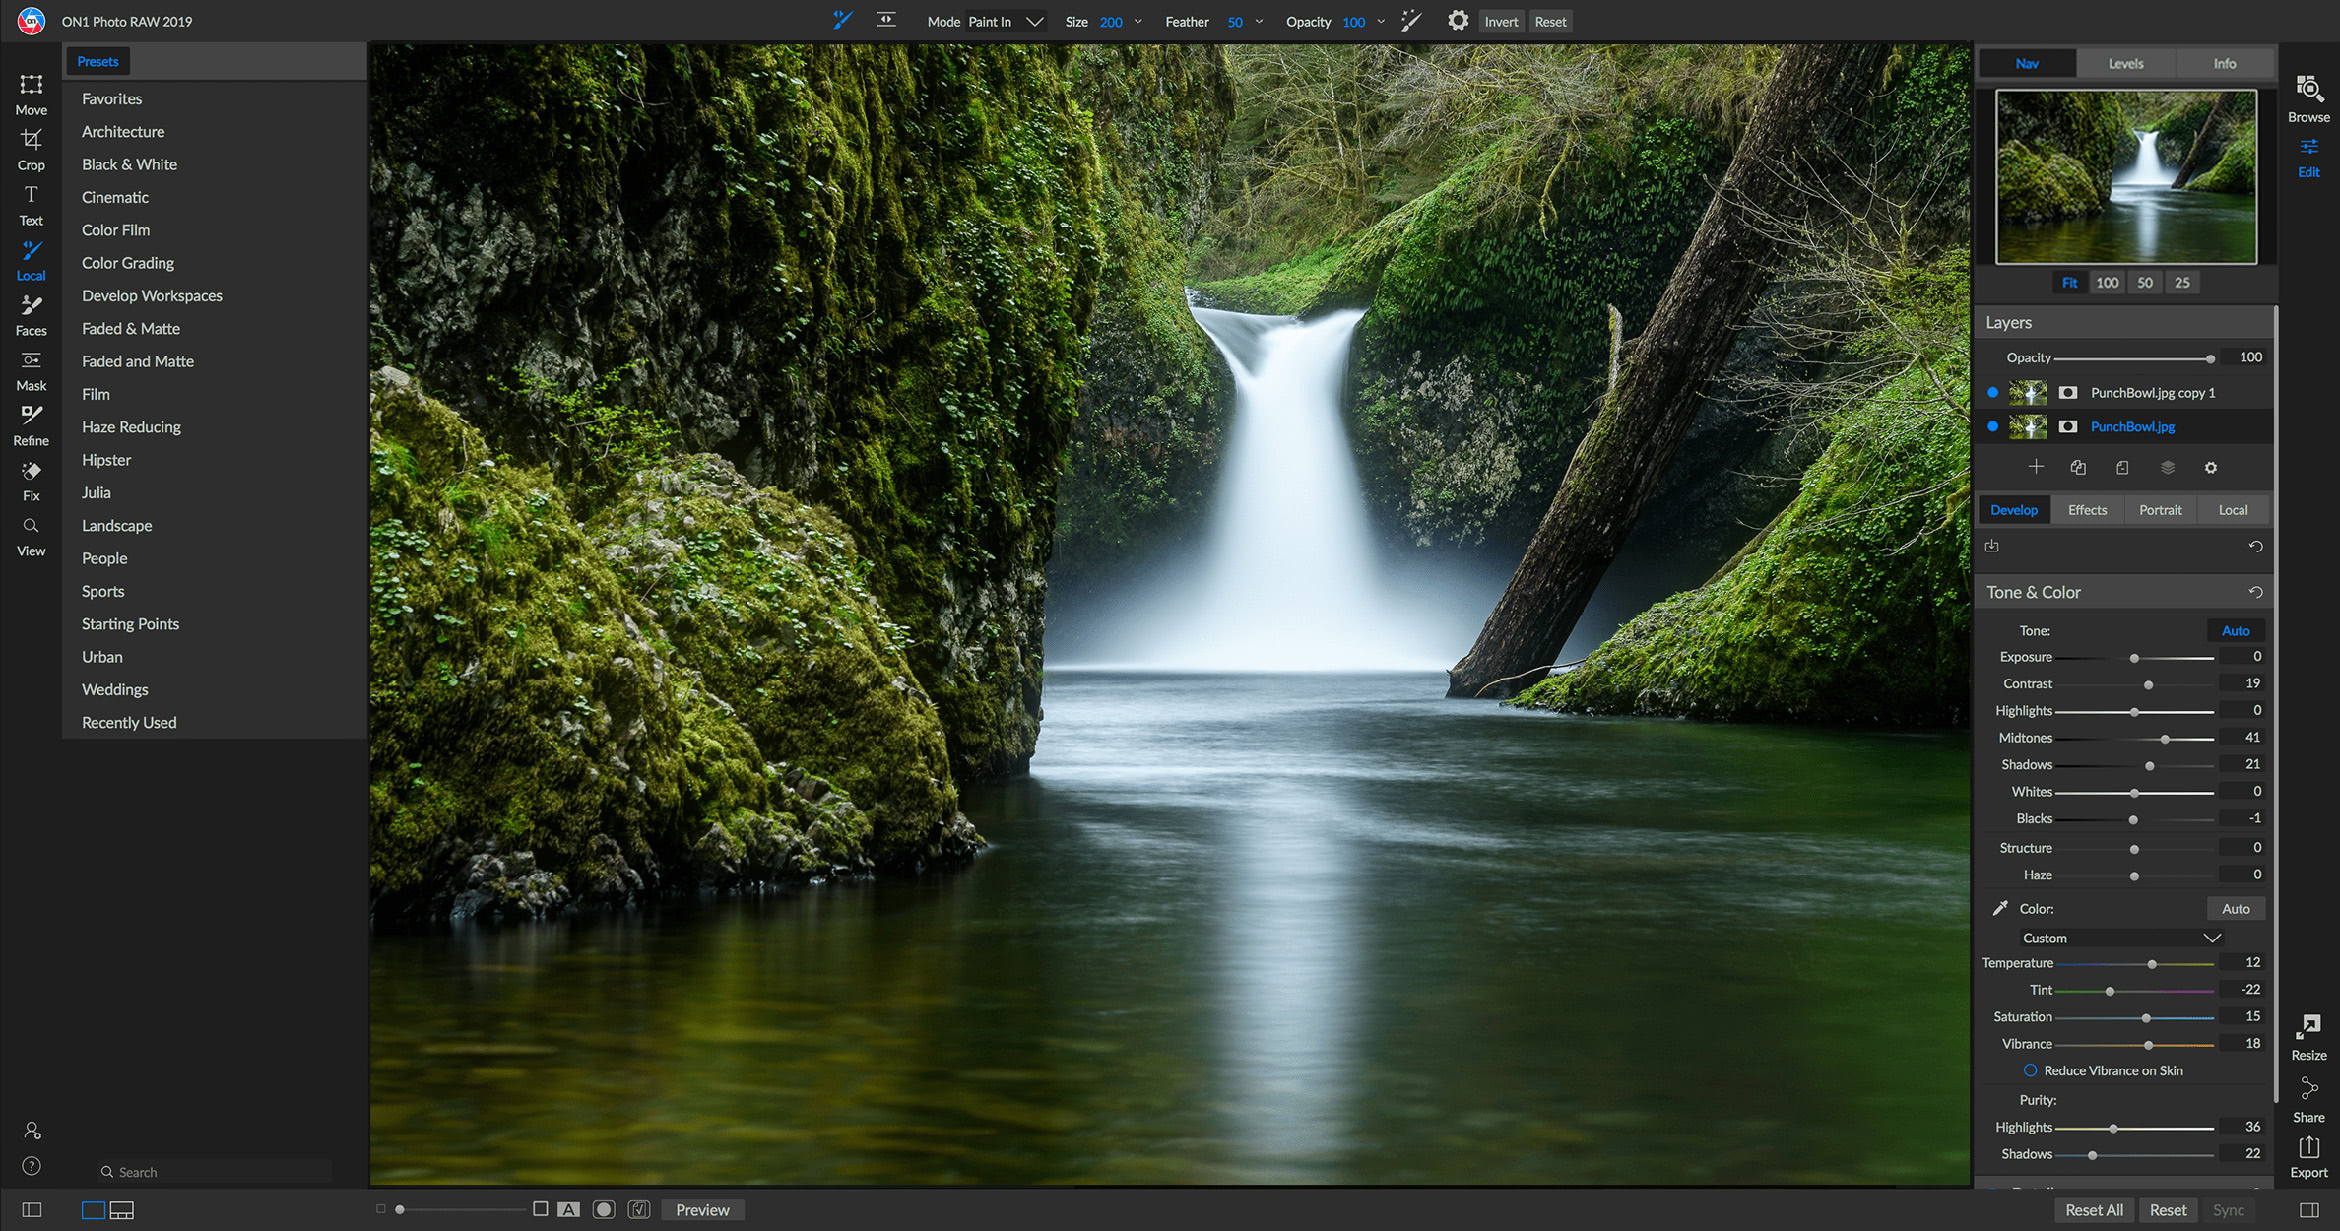 ON1 Photo RAW 2019
Mode Paint In Size 200 Feather 50 Opacity 100 Invert Reset
Presets
Favorites
Architecture
Black & White
Cinematic
Color FIlm
Color Grading
Develop Workspaces
Faded & Matte
Faded and Matte
Film
Haze Reducing
Hipster
Julia
Landscape
People
Sports
Starting Points
Urban
Weddings
Recently Used
Move
Crop
Text
Local
Faces
Mask
Refine
Fix
View
Search
Preview
Nav Levels Info
Fit 100 50 25
Layers
Opacity 100
PunchBowl.jpg copy 1
PunchBowl.jpg
Develop Effects Portrait Local
Tone & Color
Tone: Auto
Exposure 0
Contrast 19
Highlights 0
Midtones 41
Shadows 21
Whites 0
Blacks -1
Structure 0
Haze 0
Color: Auto
Custom
Temperature 12
Tint -22
Saturation 15
Vibrance 18
Reduce Vibrance on Skin
Purity:
Highlights 36
Shadows 22
Reset All Reset Sync
Browse
Edit
Resize
Share
Export